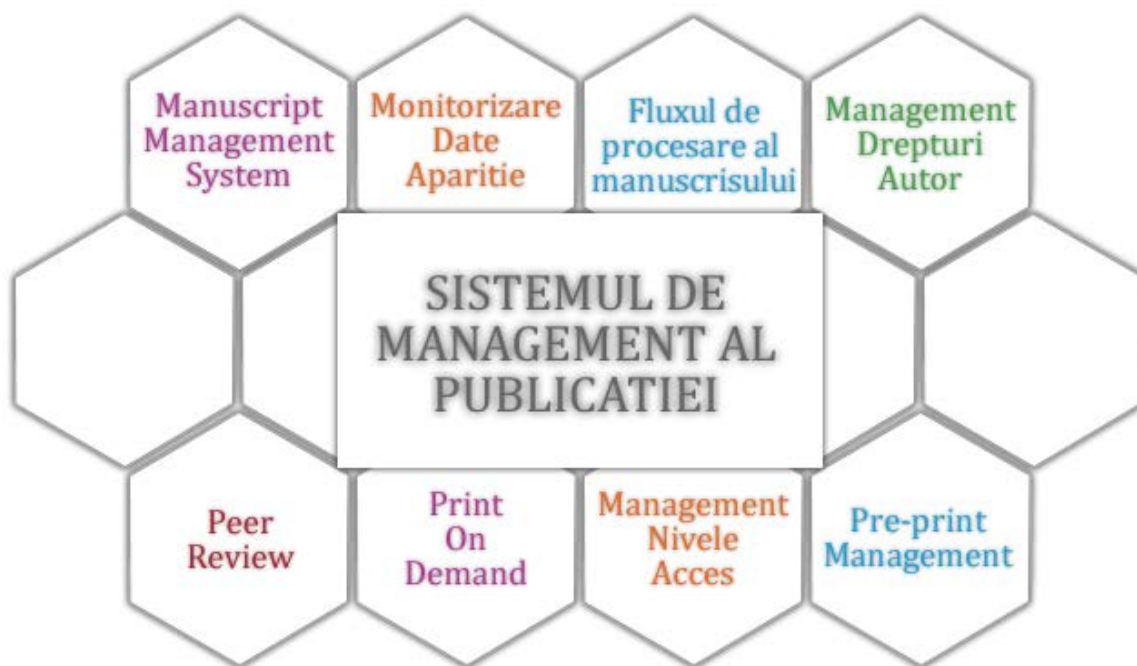 Manuscript
Management
System
Monitorizare
Date
Aparitie
Fluxul de
procesare al
manuscrisului
Management
Drepturi
Autor
SISTEMUL DE
MANAGEMENT AL
PUBLICATIEI
Peer
Review
Print
On
Demand
Management
Nivele
Acces
Pre-print
Management